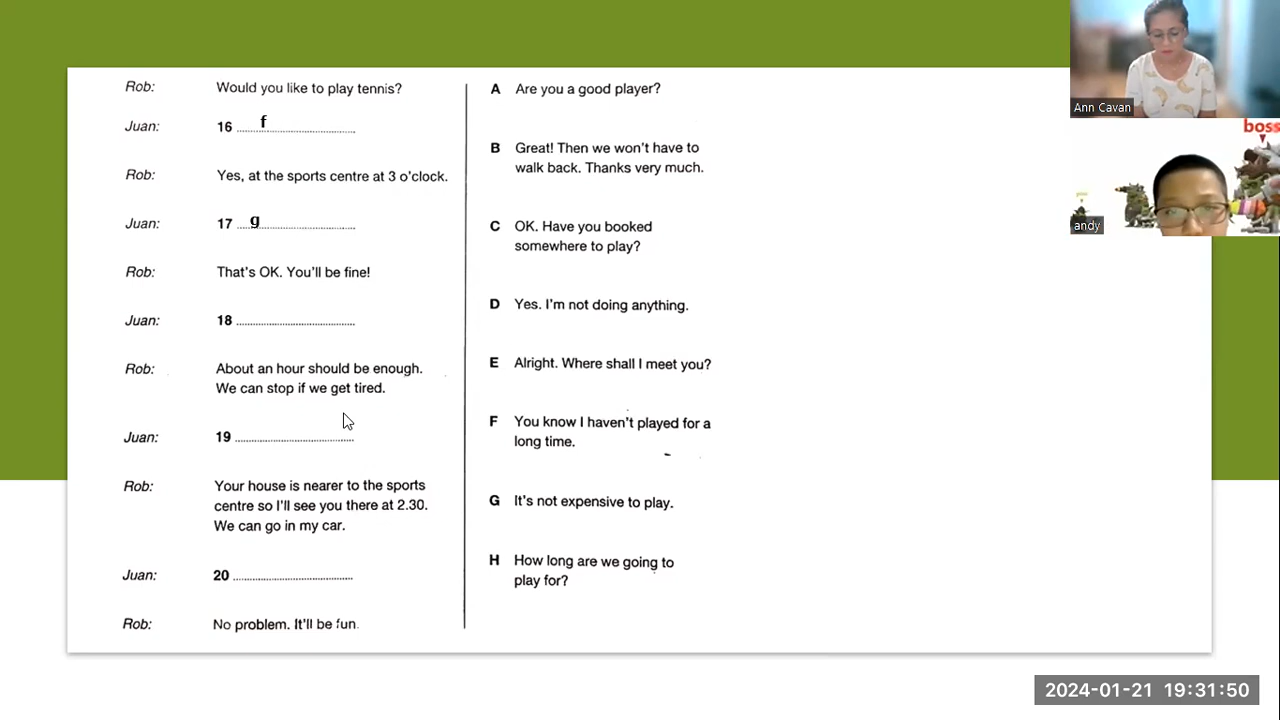 Rob: Would you like to play tennis?
Juan: 16 f
Rob: Yes, at the sports centre at 3 o'clock.
Juan: 17 g
Rob: That's OK. You'll be fine!
Juan: 18
Rob: About an hour should be enough.
We can stop if we get tired.
Juan: 19
Rob: Your house is nearer to the sports
centre so I'll see you there at 2.30.
We can go in my car.
Juan: 20
Rob: No problem. It'll be fun.
A Are you a good player?
B Great! Then we won't have to
walk back. Thanks very much.
C OK. Have you booked
somewhere to play?
D Yes. I'm not doing anything.
E Alright. Where shall I meet you?
F You know I haven't played for a
long time.
G It's not expensive to play.
H How long are we going to
play for?
Ann Cavan
boss
andy
2024-01-21 19:31:50